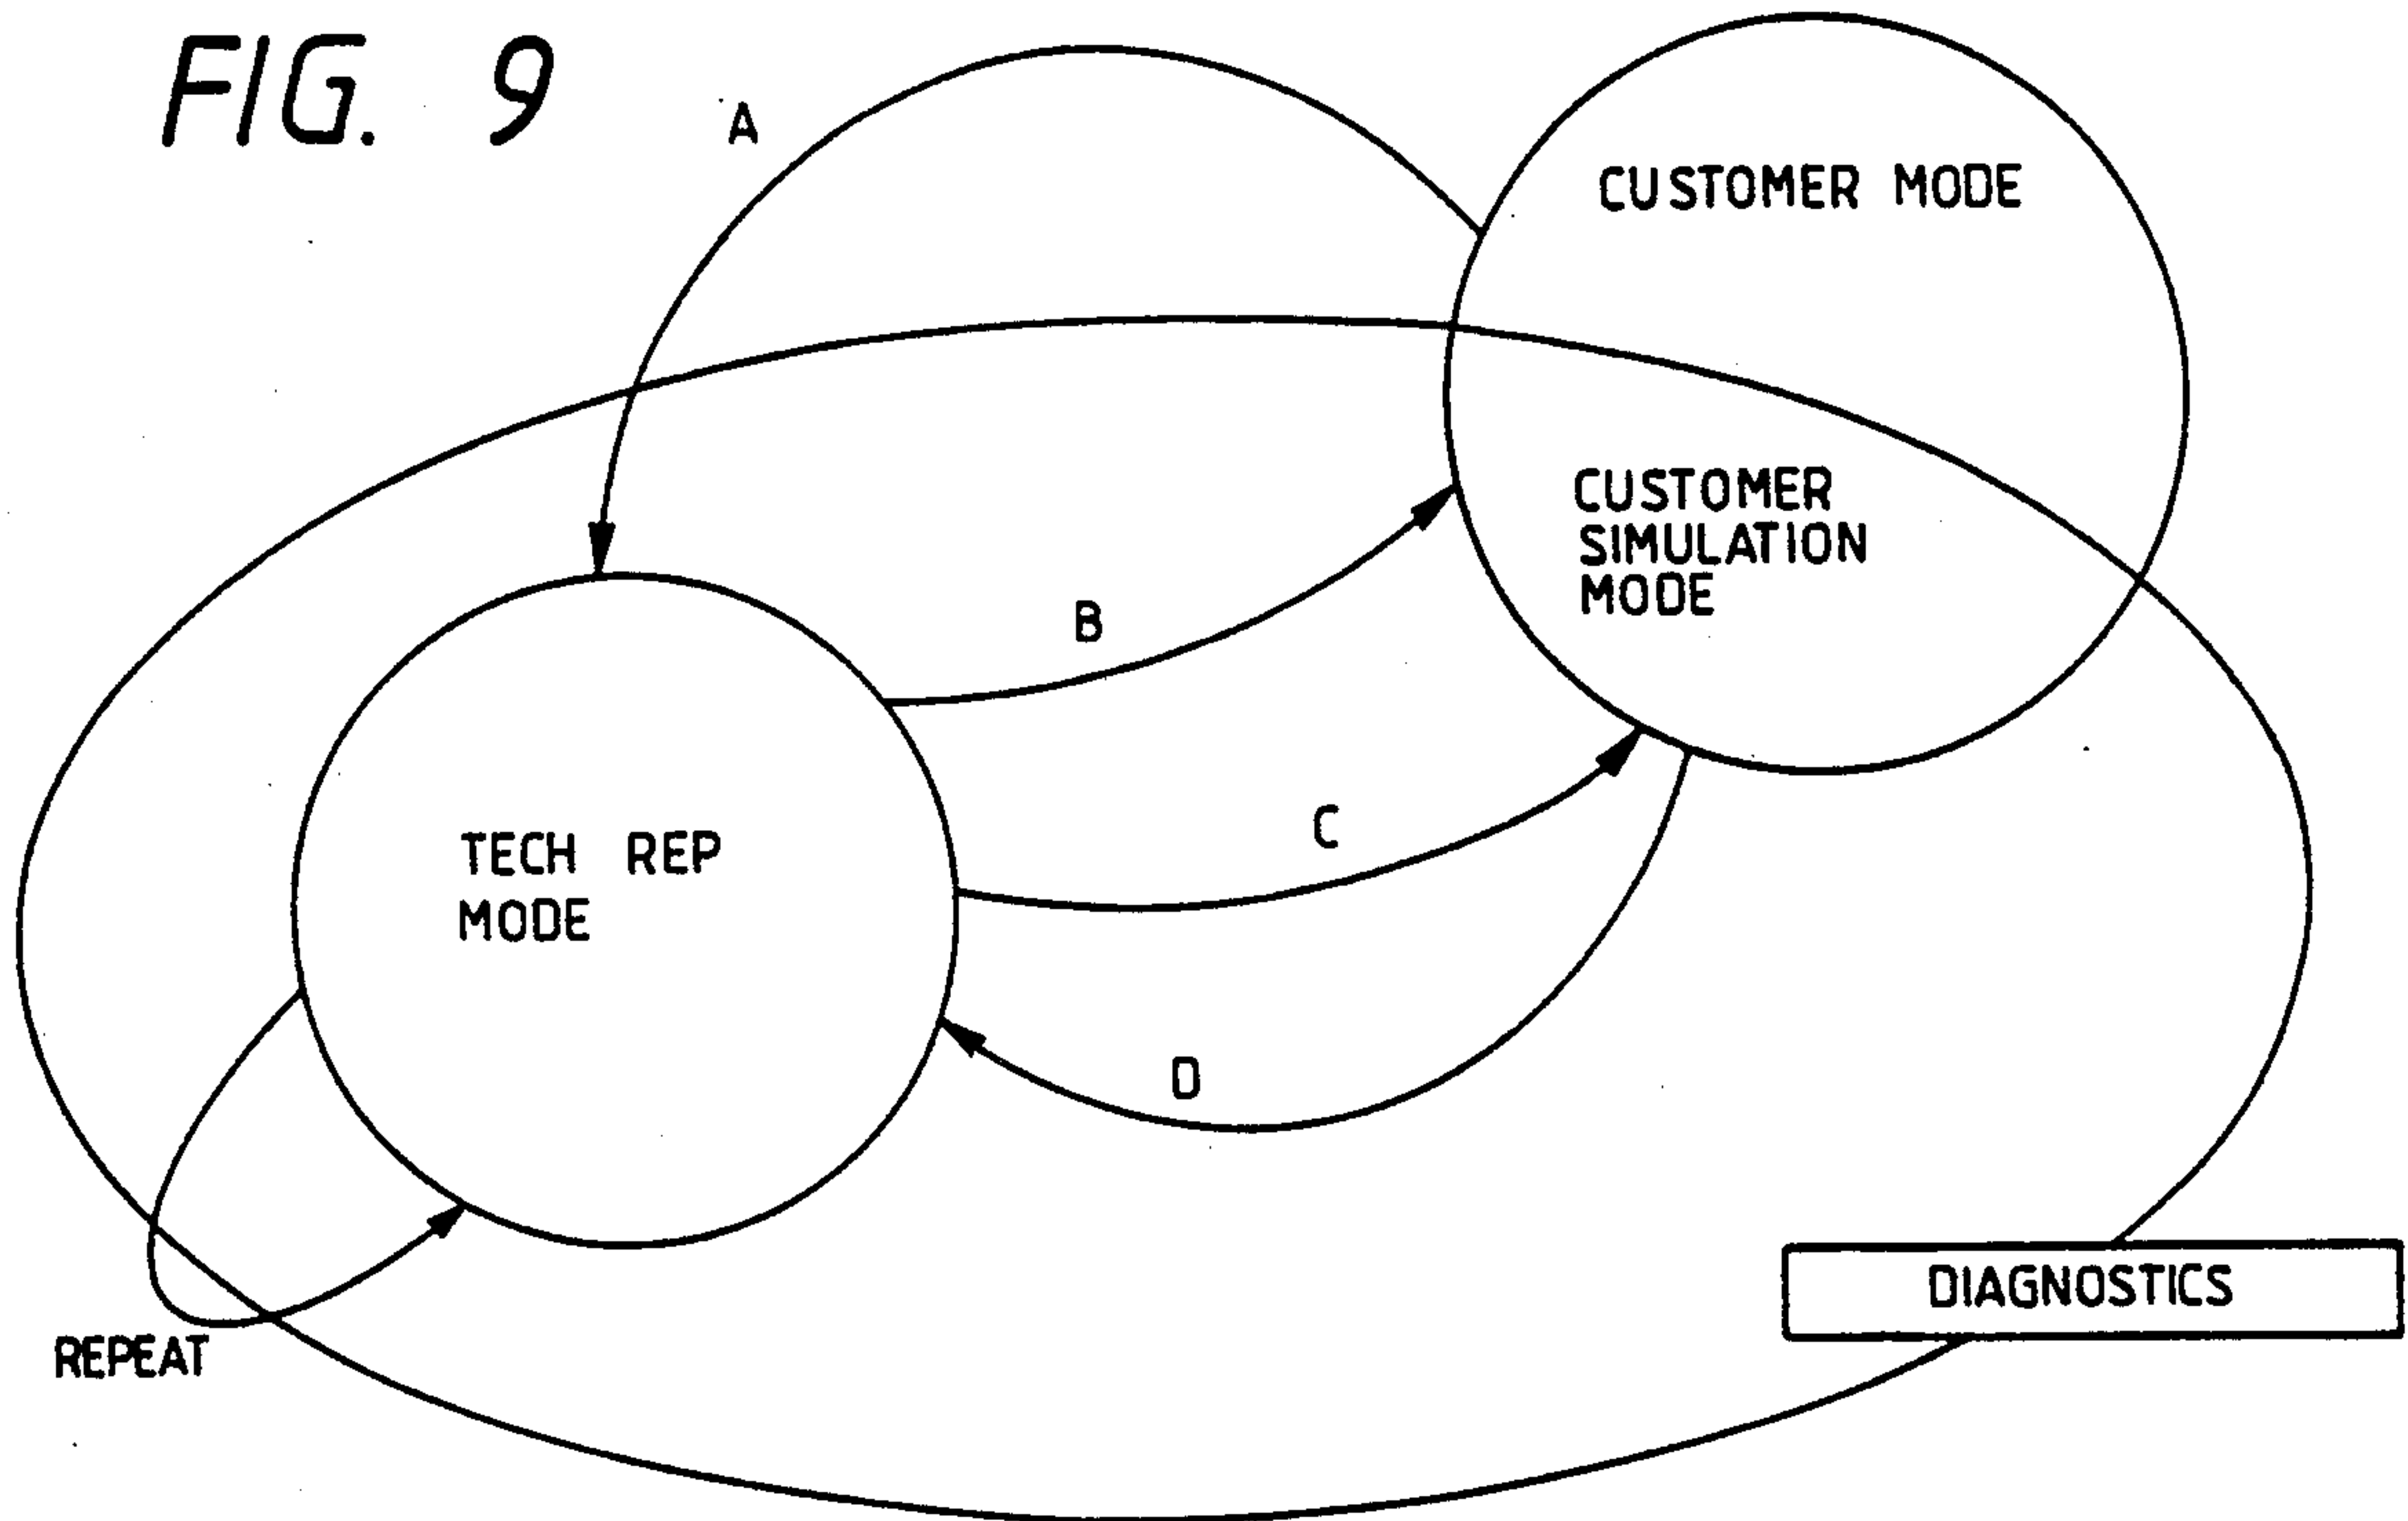 FIG. 9
A
CUSTOMER MODE
CUSTOMER
SIMULATION
MODE
B
TECH REP
MODE
C
D
DIAGNOSTICS
REPEAT